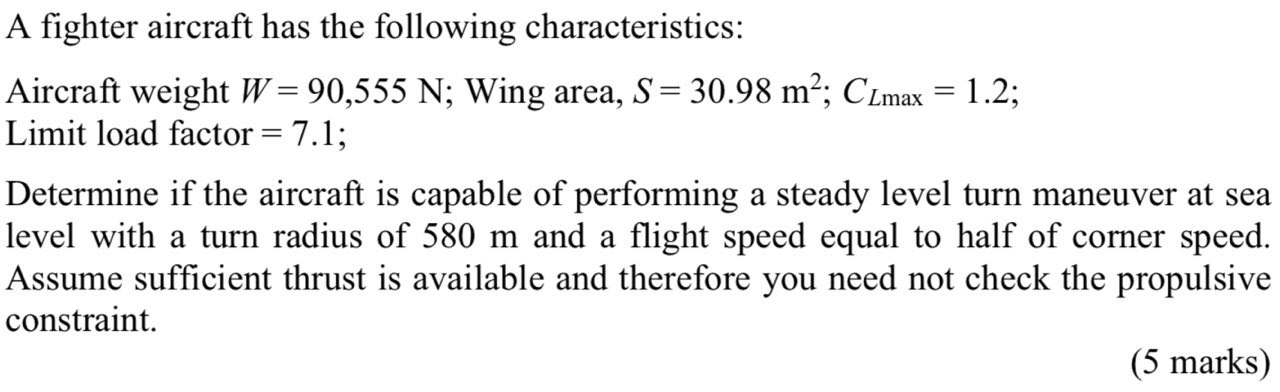 A fighter aircraft has the following characteristics:
Aircraft weight W = 90,555 N; Wing area, S = 30.98 m²; C_Lmax = 1.2;
Limit load factor = 7.1;
Determine if the aircraft is capable of performing a steady level turn maneuver at sea
level with a turn radius of 580 m and a flight speed equal to half of corner speed.
Assume sufficient thrust is available and therefore you need not check the propulsive
constraint.
(5 marks)